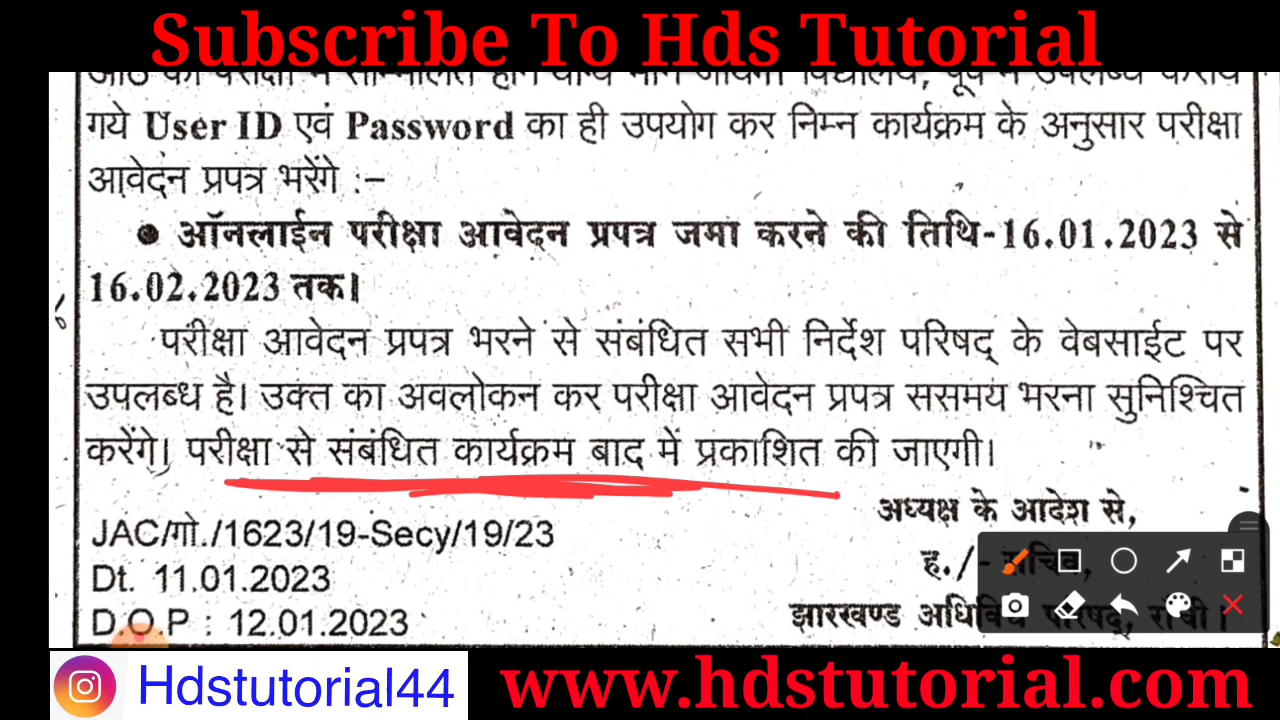 Subscribe To Hds Tutorial
गये User ID एवं Password का ही उपयोग कर निम्न कार्यक्रम के अनुसार परीक्षा
आवेदन प्रपत्र भरेंगे :–
● ऑनलाईन परीक्षा आवेदन प्रपत्र जमा करने की तिथि-16.01.2023 से
16.02.2023 तक।
परीक्षा आवेदन प्रपत्र भरने से संबंधित सभी निर्देश परिषद् के वेबसाईट पर
उपलब्ध है। उक्त का अवलोकन कर परीक्षा आवेदन प्रपत्र ससमय भरना सुनिश्चित
करेंगे। परीक्षा से संबंधित कार्यक्रम बाद में प्रकाशित की जाएगी।
अध्यक्ष के आदेश से,
JAC/गो./1623/19-Secy/19/23
ह./- सचिव,
Dt. 11.01.2023
झारखण्ड अधिविद्य परिषद्, राँची।
D.O.P : 12.01.2023
Hdstutorial44
www.hdstutorial.com